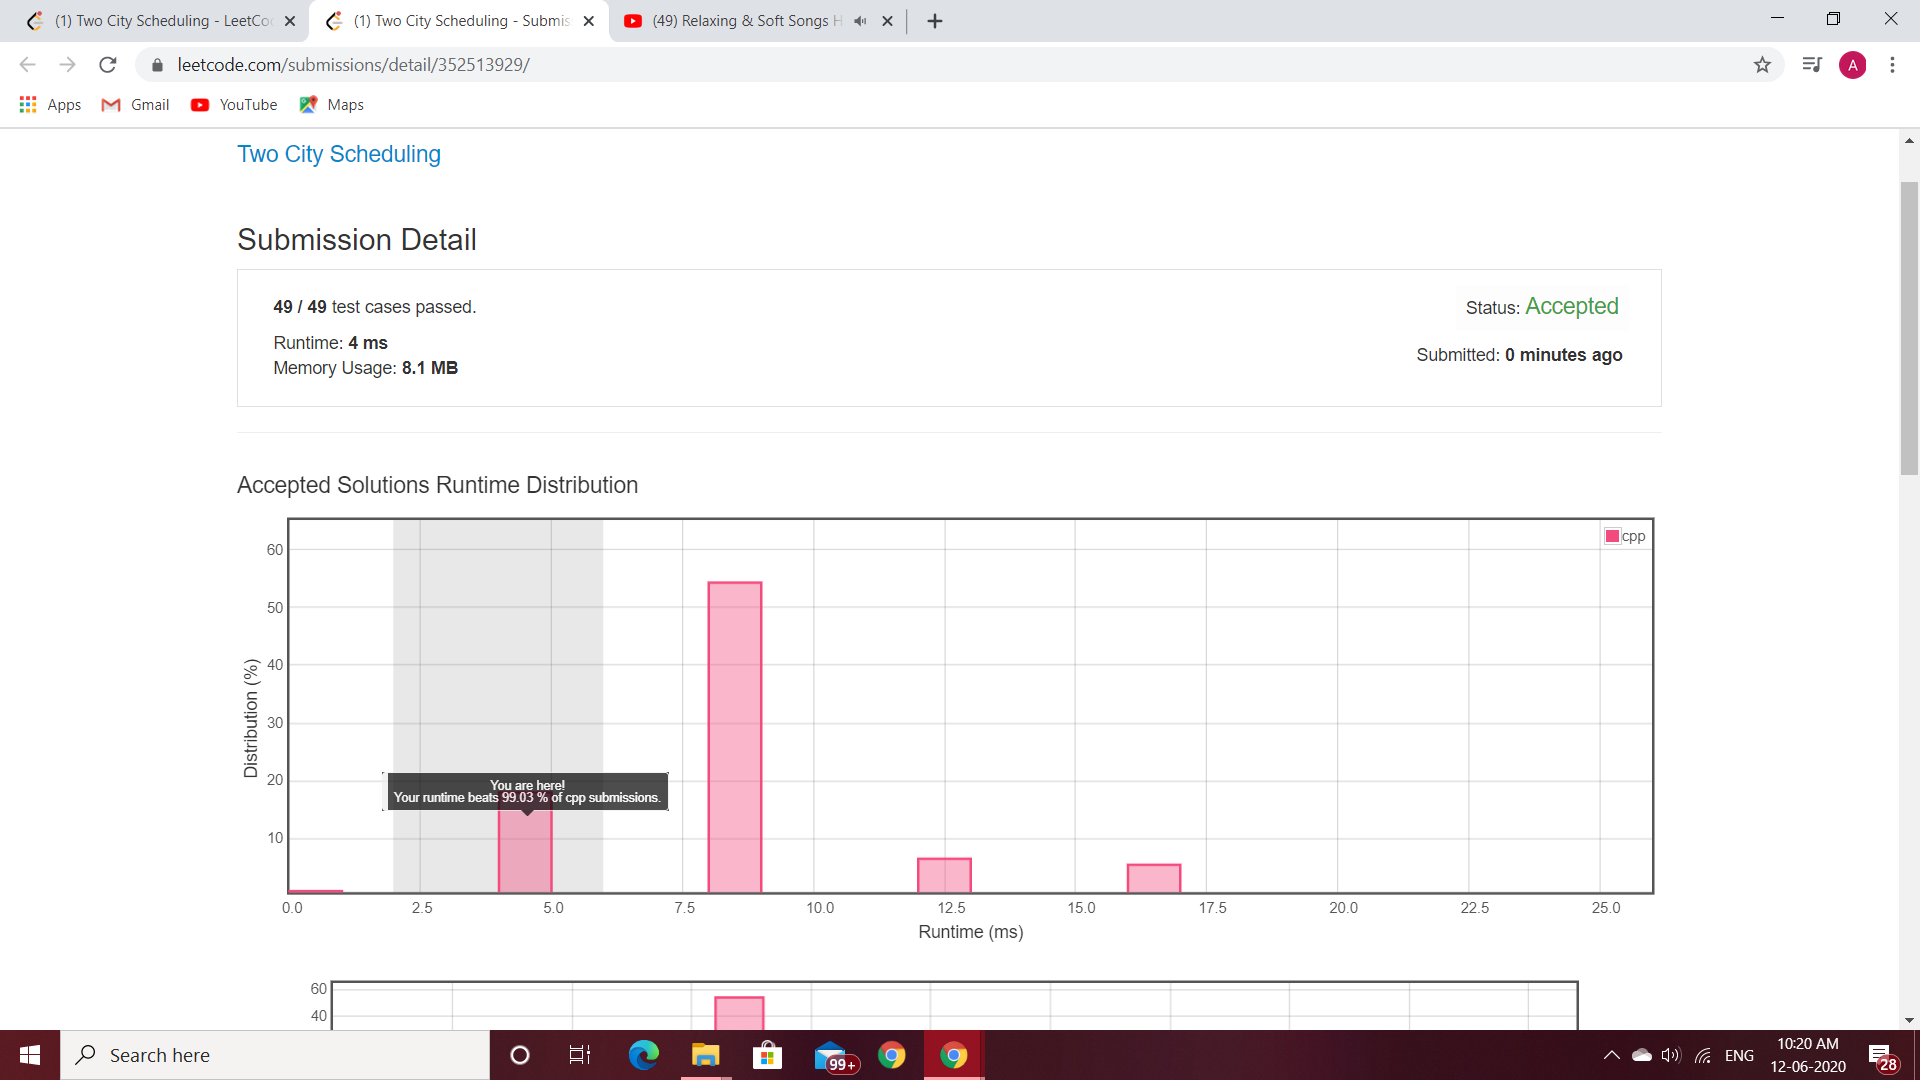 (1) Two City Scheduling - LeetCo
(1) Two City Scheduling - Submis
(49) Relaxing & Soft Songs H
leetcode.com/submissions/detail/352513929/
A
Apps
Gmail
YouTube
Maps
Two City Scheduling
Submission Detail
49 / 49 test cases passed.
Status: Accepted
Runtime: 4 ms
Submitted: 0 minutes ago
Memory Usage: 8.1 MB
Accepted Solutions Runtime Distribution
cpp
60
50
40
30
20
10
Distribution (%)
You are here!
Your runtime beats 99.03 % of cpp submissions.
0.0 2.5 5.0 7.5 10.0 12.5 15.0 17.5 20.0 22.5 25.0
Runtime (ms)
60
40
Search here
99+
ENG
10:20 AM
12-06-2020
28